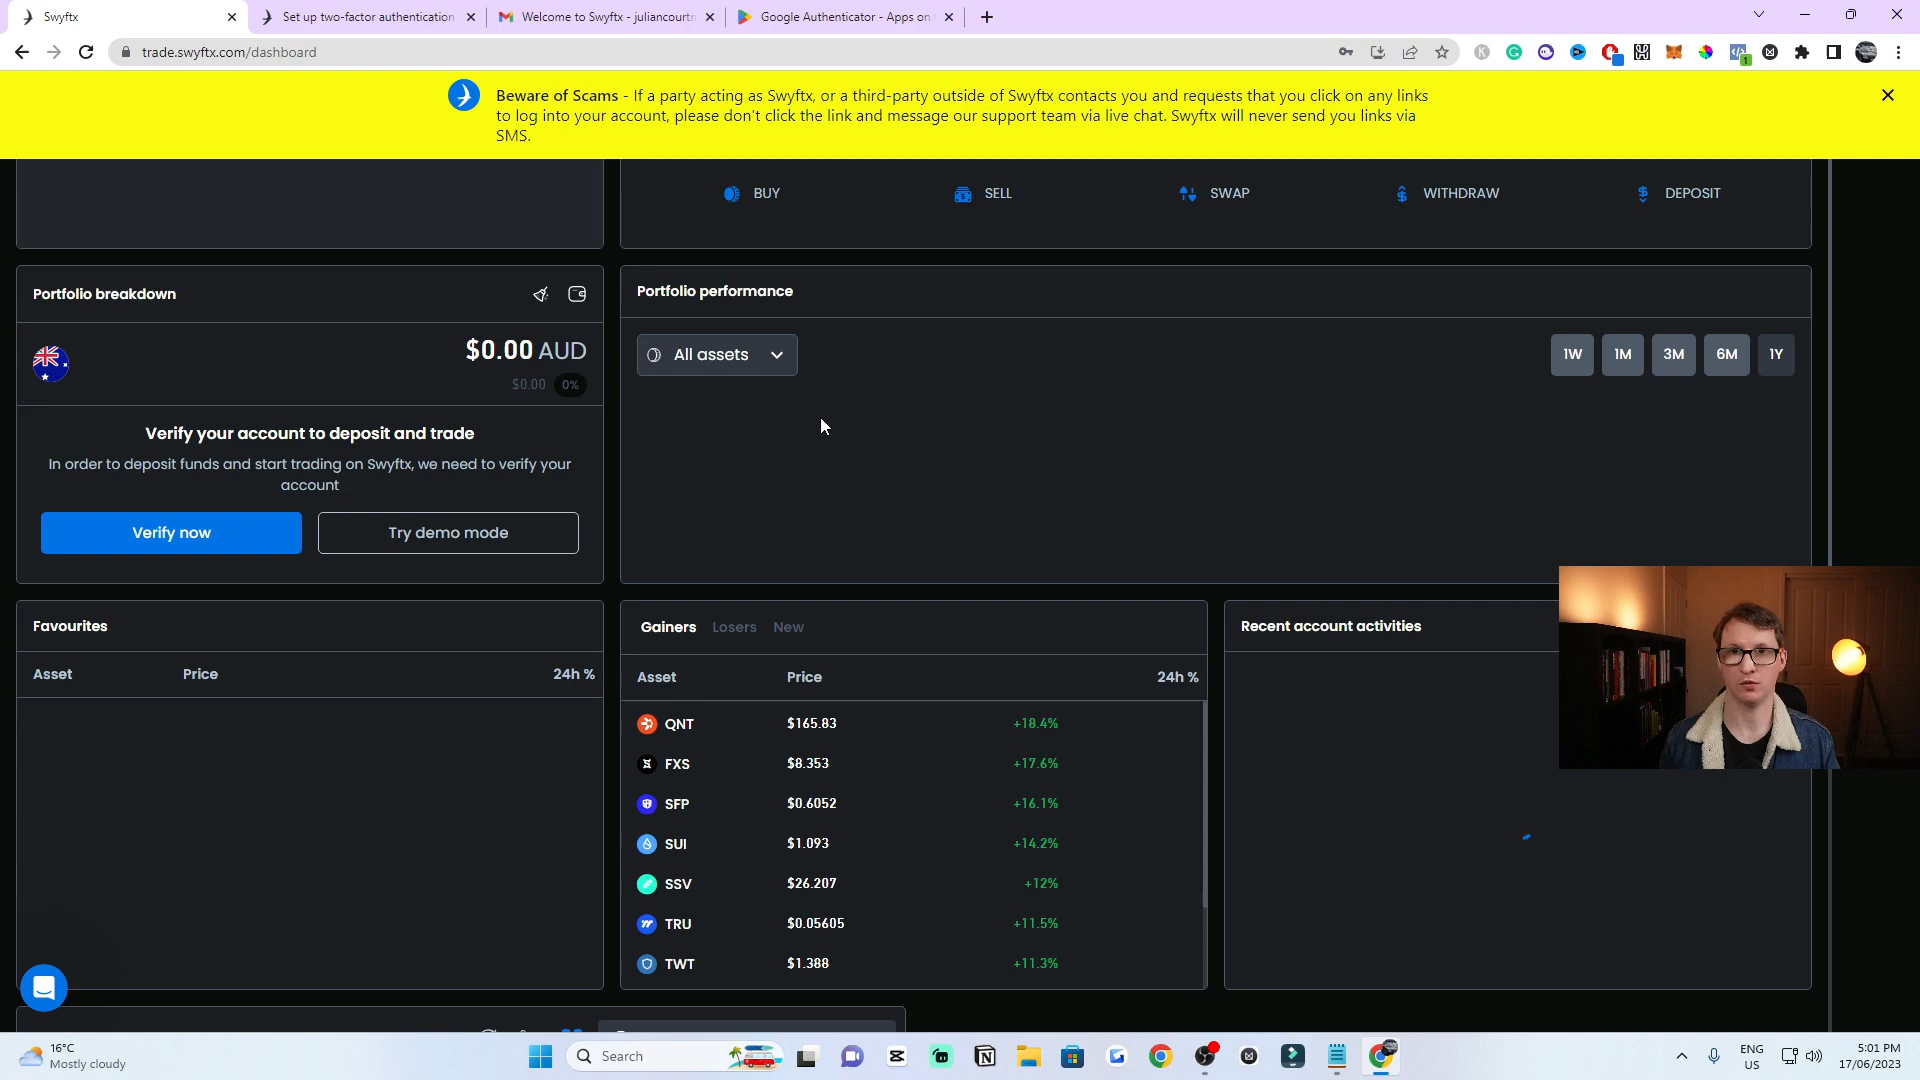 Swyftx
Set up two-factor authentication
Welcome to Swyftx - juliancourtn
Google Authenticator - Apps on
trade.swyftx.com/dashboard
Beware of Scams - If a party acting as Swyftx, or a third-party outside of Swyftx contacts you and requests that you click on any links
to log into your account, please don't click the link and message our support team via live chat. Swyftx will never send you links via
SMS.
BUY
SELL
SWAP
WITHDRAW
DEPOSIT
Portfolio breakdown
$0.00 AUD
$0.00 0%
Verify your account to deposit and trade
In order to deposit funds and start trading on Swyftx, we need to verify your
account
Verify now
Try demo mode
Portfolio performance
All assets
1W 1M 3M 6M 1Y
Favourites
Asset Price 24h %
Gainers Losers New
Asset Price 24h %
QNT $165.83 +18.4%
FXS $8.353 +17.6%
SFP $0.6052 +16.1%
SUI $1.093 +14.2%
SSV $26.207 +12%
TRU $0.05605 +11.5%
TWT $1.388 +11.3%
Recent account activities
16°C
Mostly cloudy
Search
ENG
US
5:01 PM
17/06/2023